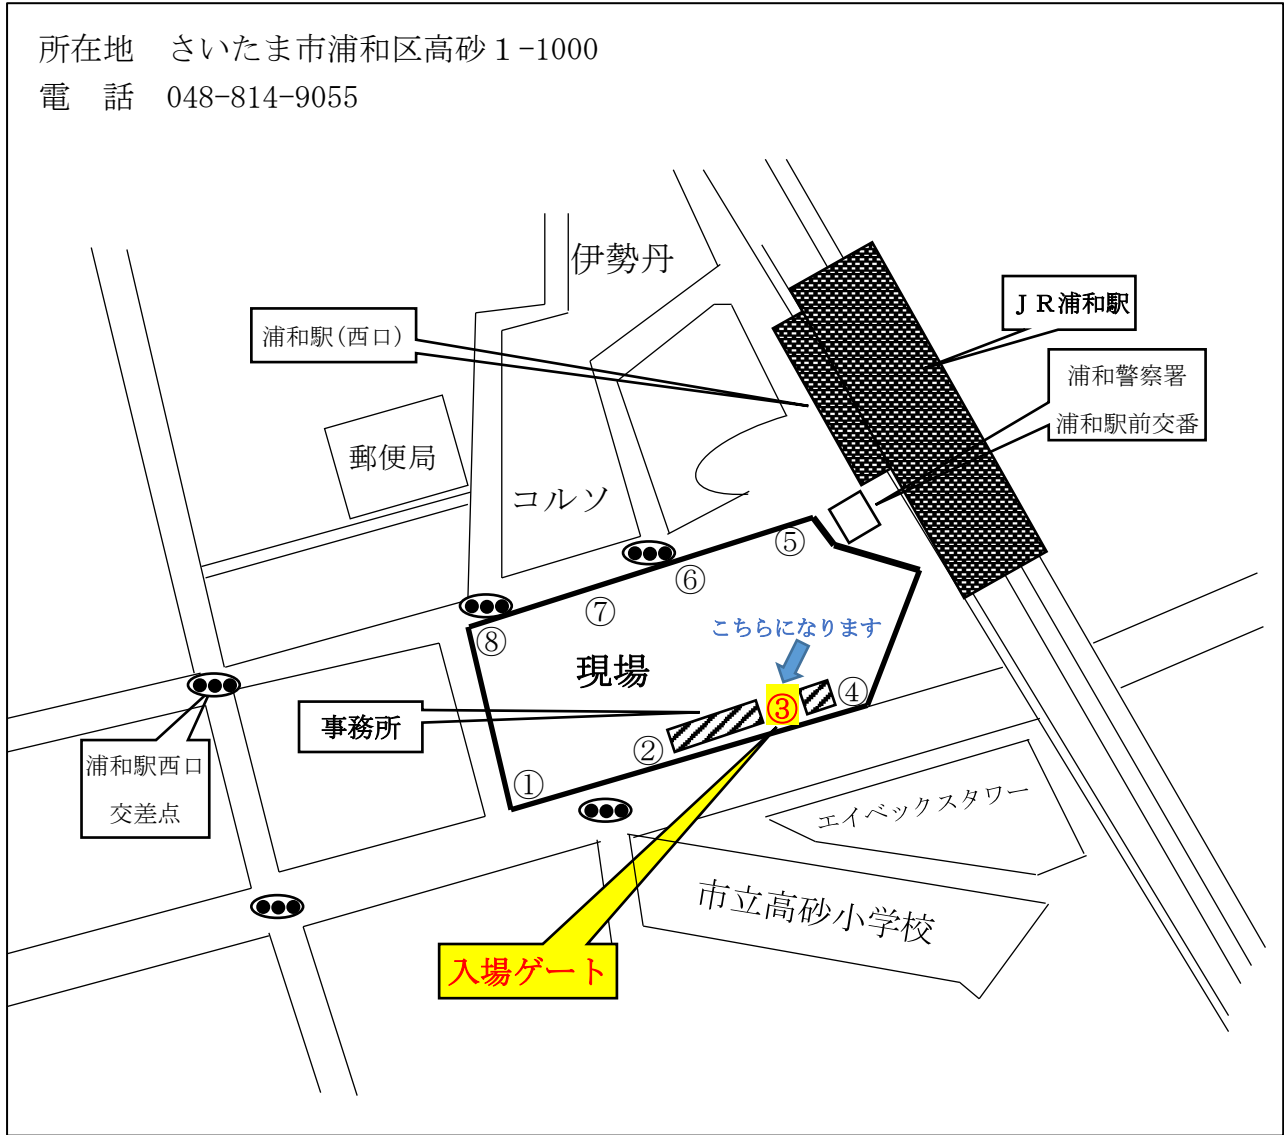 所在地　さいたま市浦和区高砂１-1000
電　話　048-814-9055
伊勢丹
ＪＲ浦和駅
浦和駅(西口)
浦和警察署
浦和駅前交番
郵便局
コルソ
⑤
⑥
⑦
⑧
こちらになります
現場
④
③
事務所
②
①
浦和駅西口
交差点
エイベックスタワー
市立高砂小学校
入場ゲート